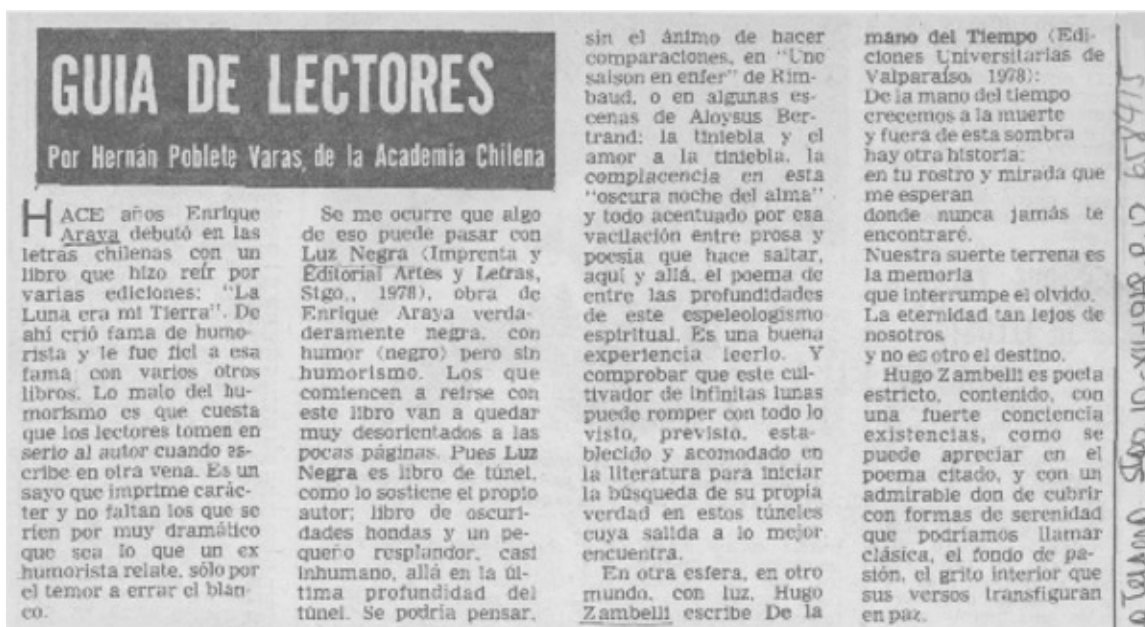 GUIA DE LECTORES
Por Hernán Poblete Varas, de la Academia Chilena
HACE años Enrique
Araya debutó en las
letras chilenas con un
libro que hizo reír por
varias ediciones: "La
Luna era mi Tierra". De
ahí crió fama de humo-
rista y le fue fiel a esa
fama con varios otros
libros. Lo malo del hu-
morismo es que cuesta
que los lectores tomen en
serio al autor cuando es-
cribe en otra vena. Es un
sayo que imprime carác-
ter y no faltan los que se
ríen por muy dramático
que sea lo que un ex
humorista relate, sólo por
el temor a errar el blan-
co.
Se me ocurre que algo
de eso puede pasar con
Luz Negra (Imprenta y
Editorial Artes y Letras,
Stgo., 1978), obra de
Enrique Araya verda-
deramente negra, con
humor (negro) pero sin
humorismo. Los que
comiencen a reírse con
este libro van a quedar
muy desorientados a las
pocas páginas. Pues Luz
Negra es libro de túnel,
como lo sostiene el propio
autor; libro de oscuri-
dades hondas y un pe-
queño resplandor, casi
inhumano, allá en la úl-
tima profundidad del
túnel. Se podría pensar,
sin el ánimo de hacer
comparaciones, en "Une
saison en enfer" de Rim-
baud, o en algunas es-
cenas de Aloysus Ber-
trand: la tiniebla y el
amor a la tiniebla, la
complacencia en esta
"oscura noche del alma"
y todo acentuado por esa
vacilación entre prosa y
poesía que hace saltar,
aquí y allá, el poema de
entre las profundidades
de este espeleologismo
espiritual. Es una buena
experiencia leerlo. Y
comprobar que este cul-
tivador de infinitas lunas
puede romper con todo lo
visto, previsto, esta-
blecido y acomodado en
la literatura para iniciar
la búsqueda de su propia
verdad en estos túneles
cuya salida a lo mejor
encuentra.
En otra esfera, en otro
mundo, con luz, Hugo
Zambelli escribe De la
mano del Tiempo (Edi-
ciones Universitarias de
Valparaíso, 1978):
De la mano del tiempo
crecemos a la muerte
y fuera de esta sombra
hay otra historia:
en tu rostro y mirada que
me esperan
donde nunca jamás te
encontraré.
Nuestra suerte terrena es
la memoria
que interrumpe el olvido.
La eternidad tan lejos de
nosotros
y no es otro el destino.
Hugo Zambelli es poeta
estricto, contenido, con
una fuerte conciencia
existencias, como se
puede apreciar en el
poema citado, y con un
admirable don de cubrir
con formas de serenidad
que podríamos llamar
clásica, el fondo de pa-
sión, el grito interior que
sus versos transfiguran
en paz.